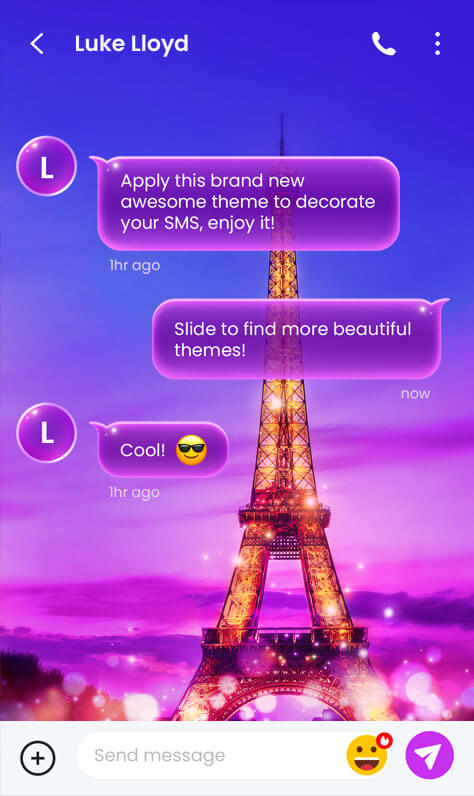 Luke Lloyd
L
Apply this brand new
awesome theme to decorate
your SMS, enjoy it!
1hr ago
Slide to find more beautiful
themes!
now
L
Cool! 😎
1hr ago
Send message